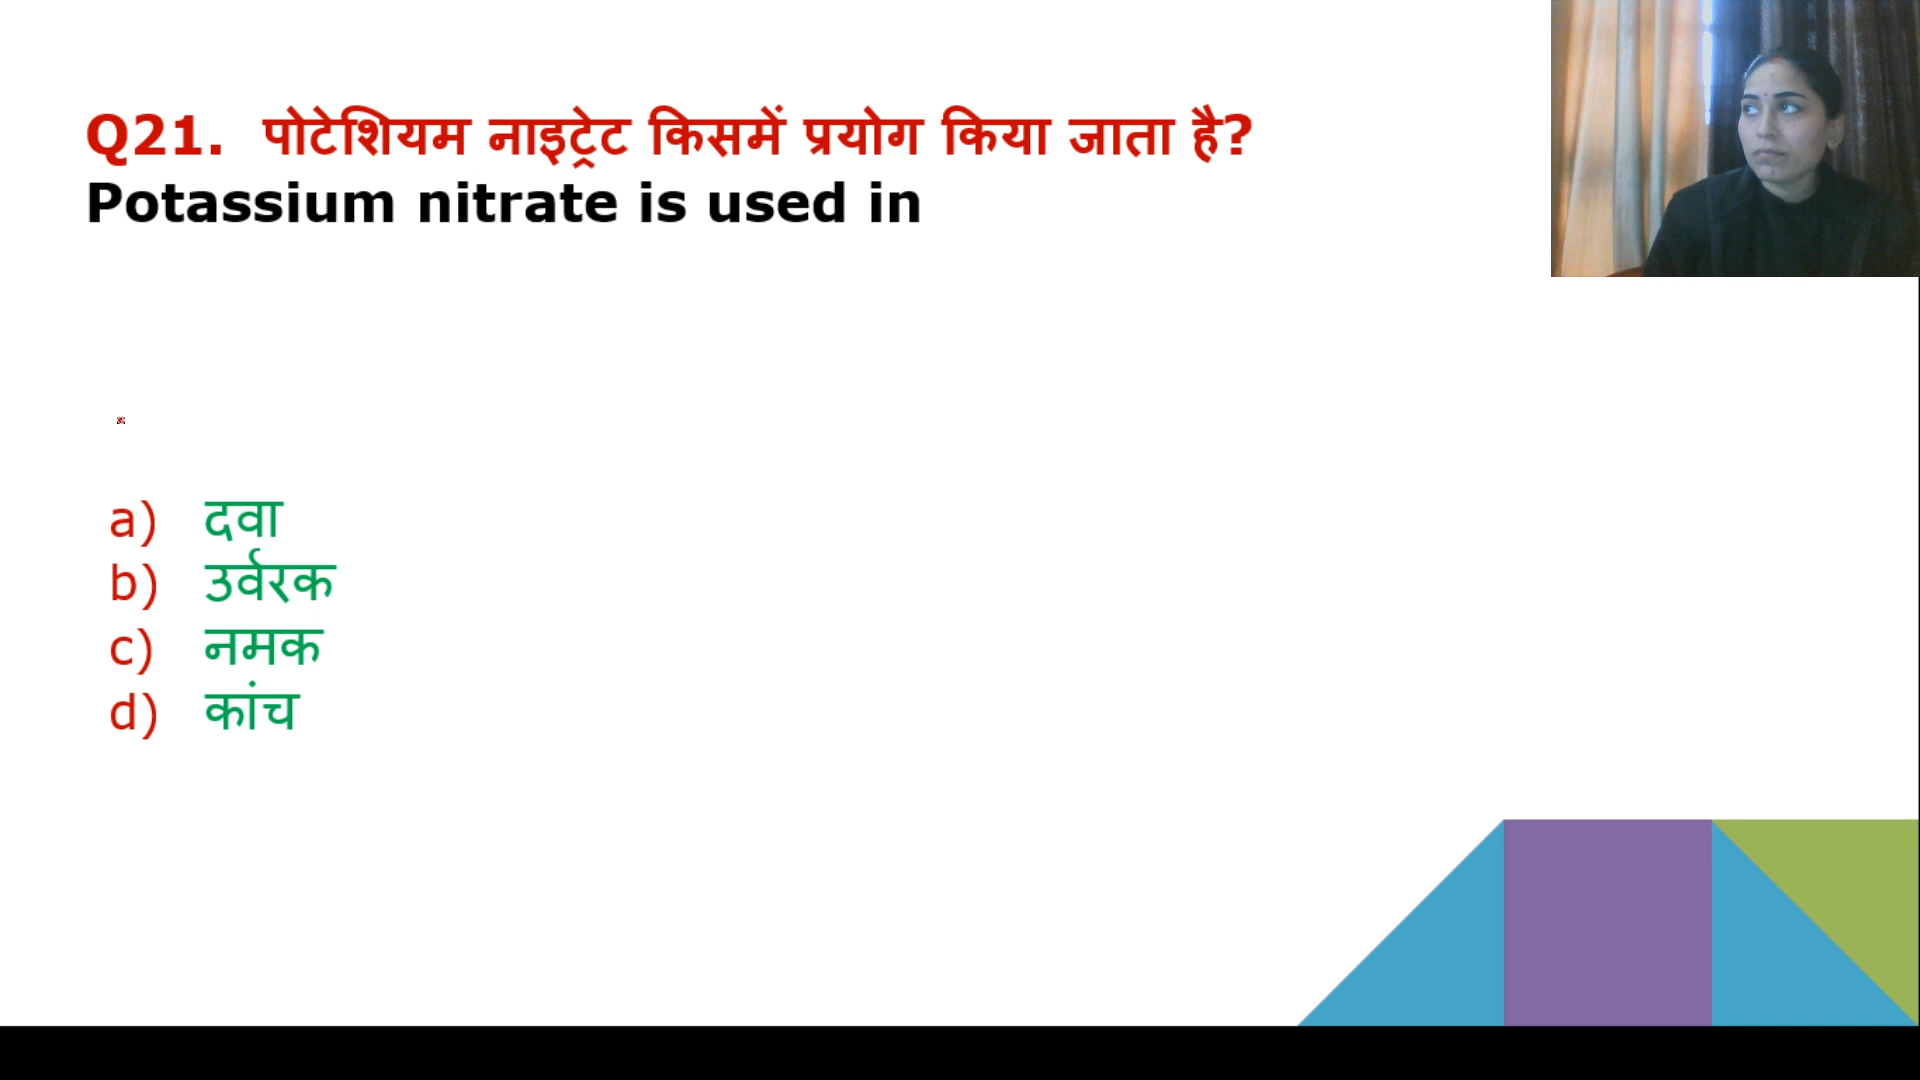 Q21. पोटेशियम नाइट्रेट किसमें प्रयोग किया जाता है?
Potassium nitrate is used in
a) दवा
b) उर्वरक
c) नमक
d) कांच